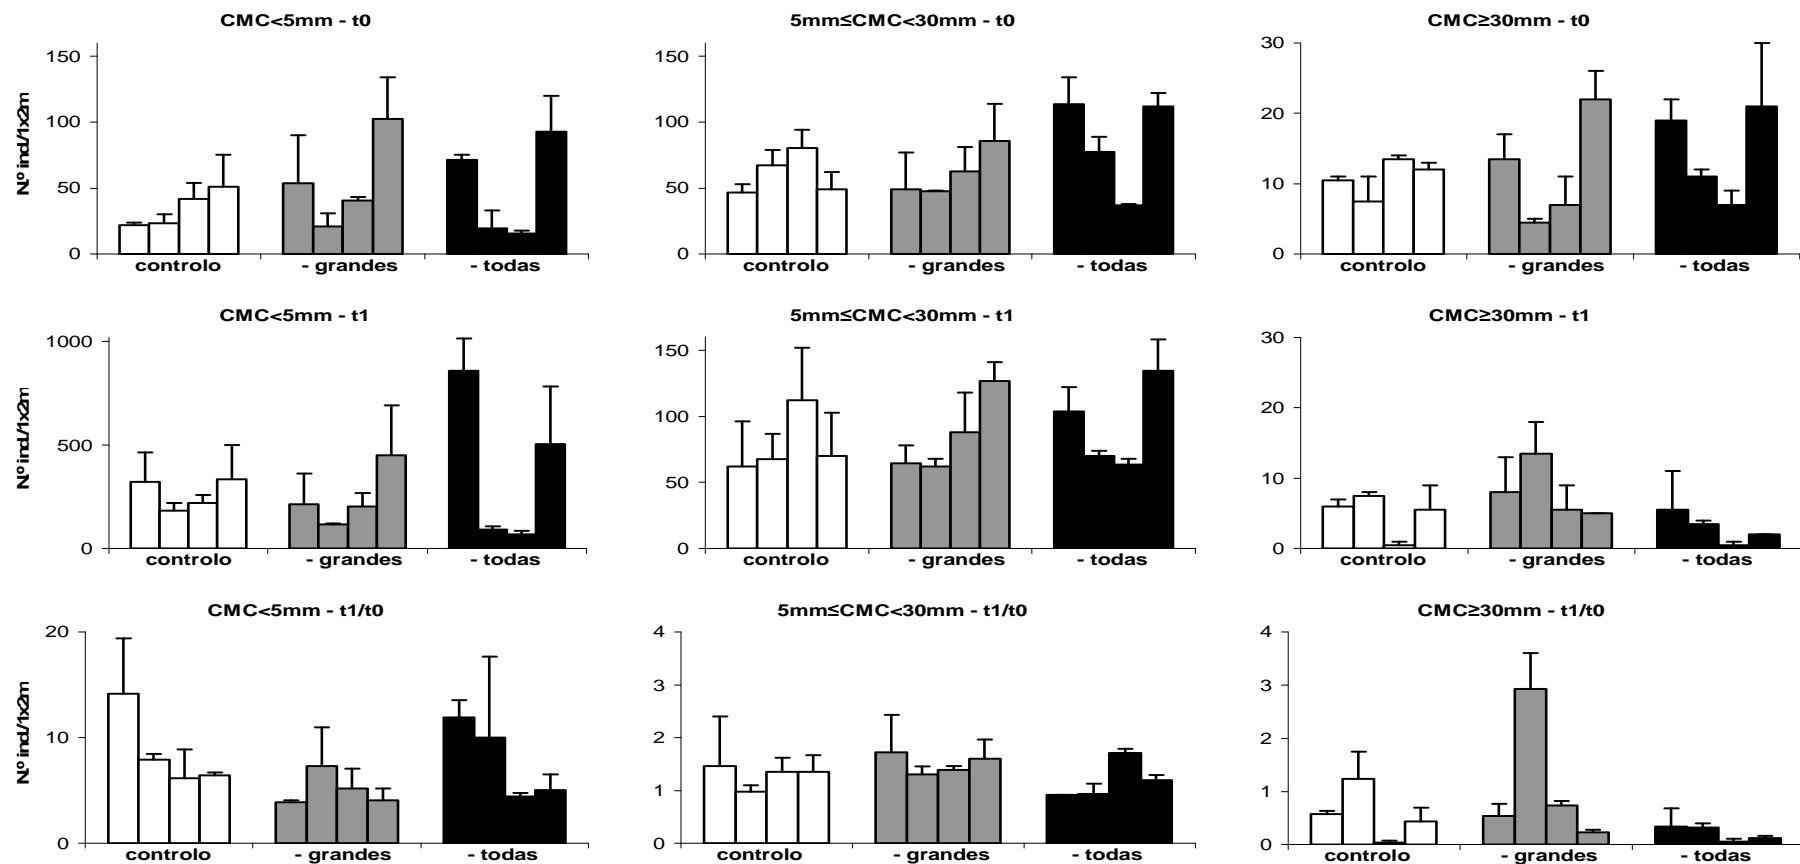 CMC<5mm - t0
5mm≤CMC<30mm - t0
CMC≥30mm - t0
150
100
50
0
Nº ind./1x2m
controlo - grandes - todas
150
100
50
0
controlo - grandes - todas
30
20
10
0
controlo - grandes - todas
CMC<5mm - t1
5mm≤CMC<30mm - t1
CMC≥30mm - t1
1000
500
0
Nº ind./1x2m
controlo - grandes - todas
150
100
50
0
controlo - grandes - todas
30
20
10
0
controlo - grandes - todas
CMC<5mm - t1/t0
5mm≤CMC<30mm - t1/t0
CMC≥30mm - t1/t0
20
10
0
Nº ind./1x2m
controlo - grandes - todas
4
3
2
1
0
controlo - grandes - todas
4
3
2
1
0
controlo - grandes - todas